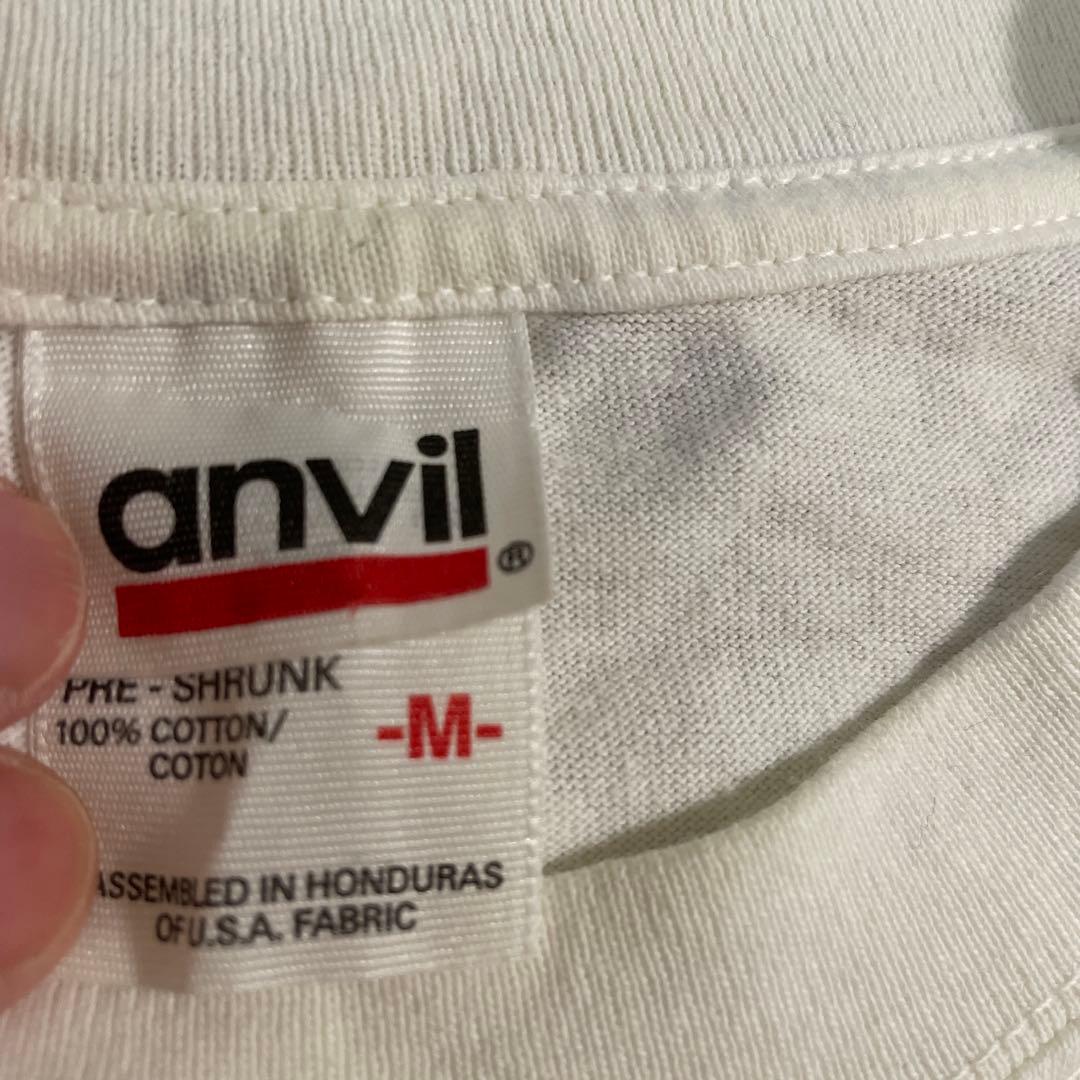 anvil®
PRE - SHRUNK
100% COTTON/
COTON
-M-
ASSEMBLED IN HONDURAS
OF U.S.A. FABRIC